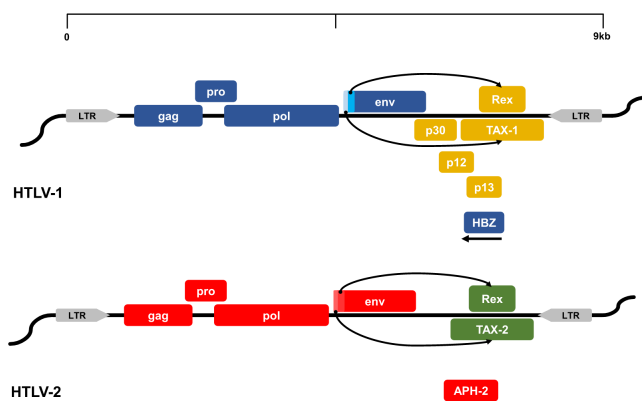 0 9kb
pro env Rex
LTR gag pol p30 TAX-1 LTR
p12
HTLV-1 p13
HBZ
pro env Rex
LTR gag pol TAX-2 LTR
HTLV-2 APH-2